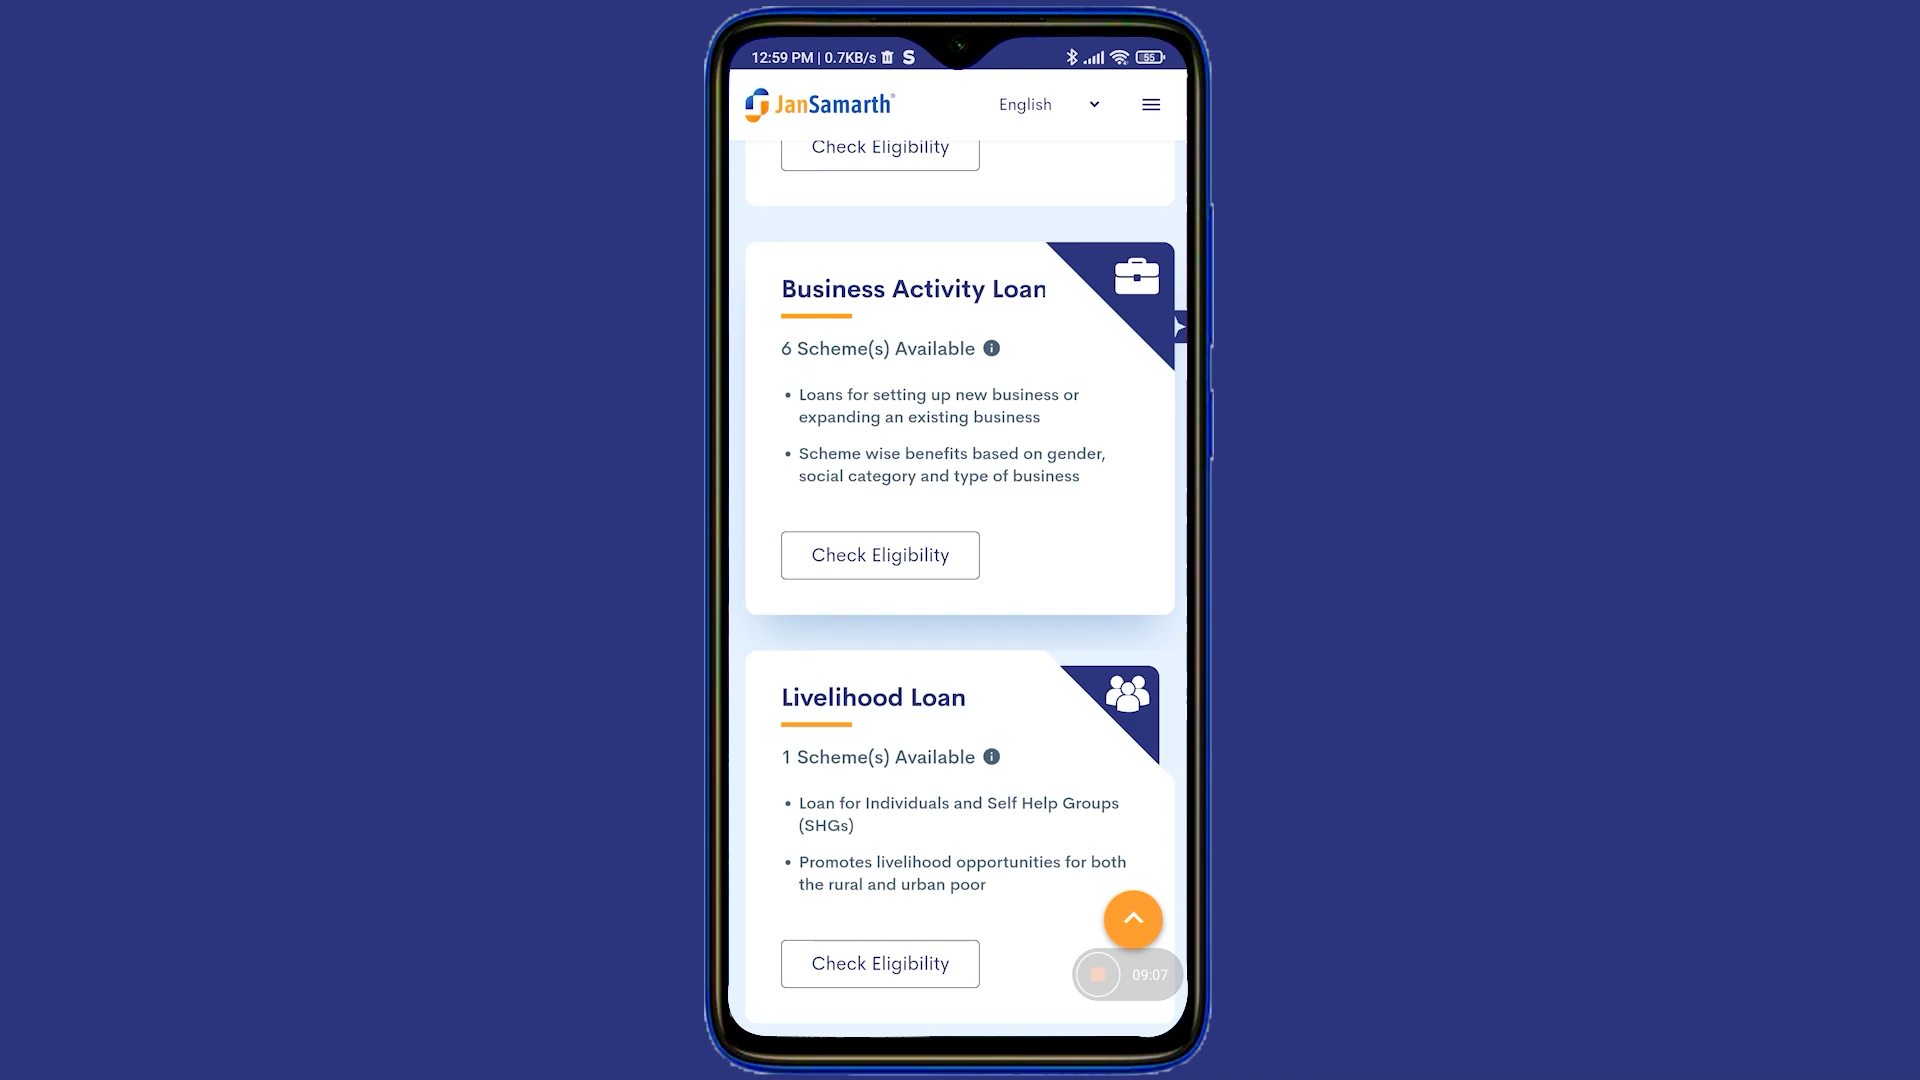 12:59 PM | 0.7KB/s S 55
JanSamarth®
English
Check Eligibility
Business Activity Loan
6 Scheme(s) Available
• Loans for setting up new business or
expanding an existing business
• Scheme wise benefits based on gender,
social category and type of business
Check Eligibility
Livelihood Loan
1 Scheme(s) Available
• Loan for Individuals and Self Help Groups
(SHGs)
• Promotes livelihood opportunities for both
the rural and urban poor
Check Eligibility
09:07